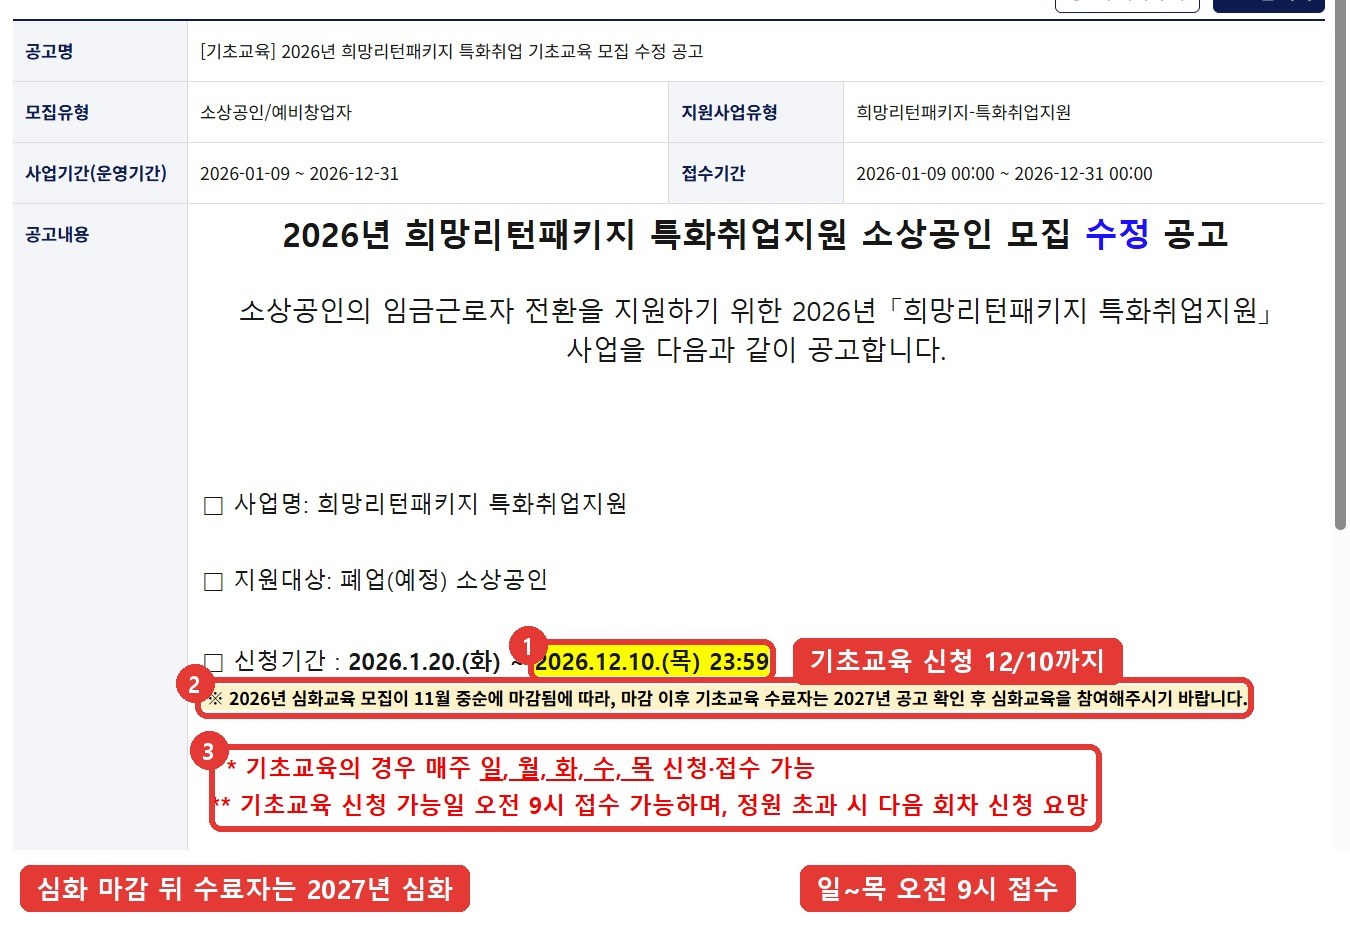 공고명
[기초교육] 2026년 희망리턴패키지 특화취업 기초교육 모집 수정 공고
모집유형
소상공인/예비창업자
지원사업유형
희망리턴패키지-특화취업지원
사업기간(운영기간)
2026-01-09 ~ 2026-12-31
접수기간
2026-01-09 00:00 ~ 2026-12-31 00:00
공고내용
2026년 희망리턴패키지 특화취업지원 소상공인 모집 수정 공고
소상공인의 임금근로자 전환을 지원하기 위한 2026년「희망리턴패키지 특화취업지원」
사업을 다음과 같이 공고합니다.
□ 사업명: 희망리턴패키지 특화취업지원
□ 지원대상: 폐업(예정) 소상공인
□ 신청기간 : 2026.1.20.(화) ~ 2026.12.10.(목) 23:59
1
기초교육 신청 12/10까지
2
※ 2026년 심화교육 모집이 11월 중순에 마감됨에 따라, 마감 이후 기초교육 수료자는 2027년 공고 확인 후 심화교육을 참여해주시기 바랍니다.
3
* 기초교육의 경우 매주 일, 월, 화, 수, 목 신청·접수 가능
** 기초교육 신청 가능일 오전 9시 접수 가능하며, 정원 초과 시 다음 회차 신청 요망
심화 마감 뒤 수료자는 2027년 심화
일~목 오전 9시 접수